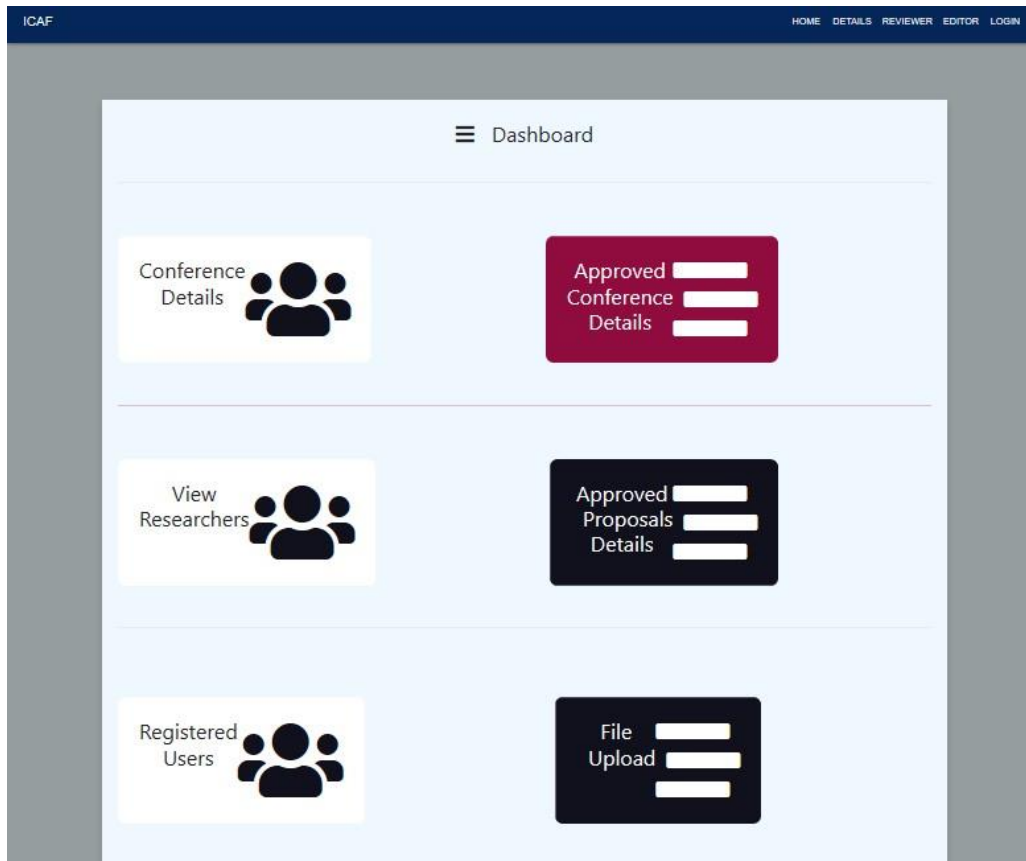 ICAF
HOME DETAILS REVIEWER EDITOR LOGIN
Dashboard
Conference
Details
Approved
Conference
Details
View
Researchers
Approved
Proposals
Details
Registered
Users
File
Upload